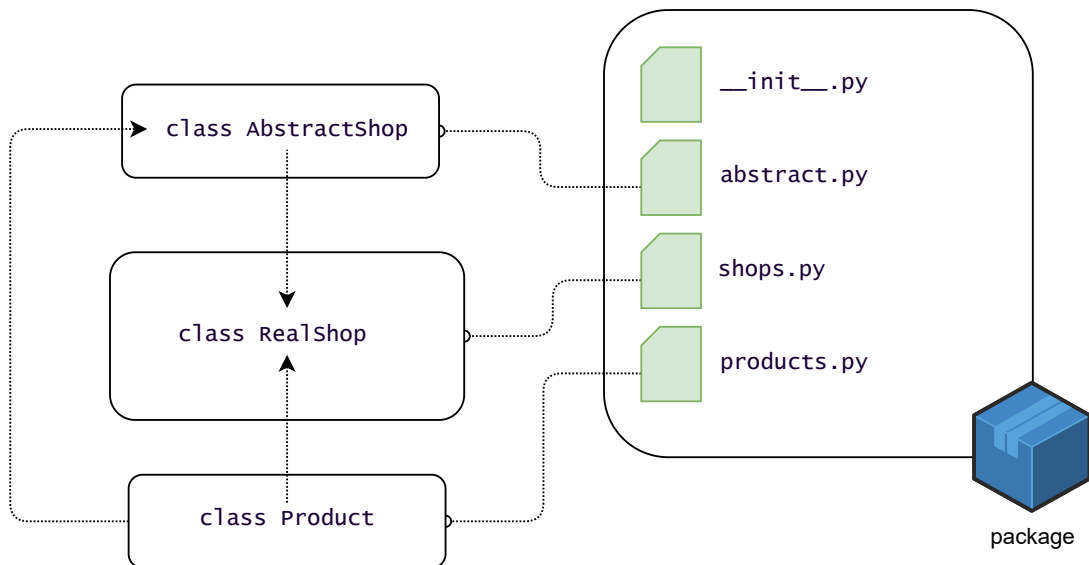 class AbstractShop
class RealShop
class Product
__init__.py
abstract.py
shops.py
products.py
package